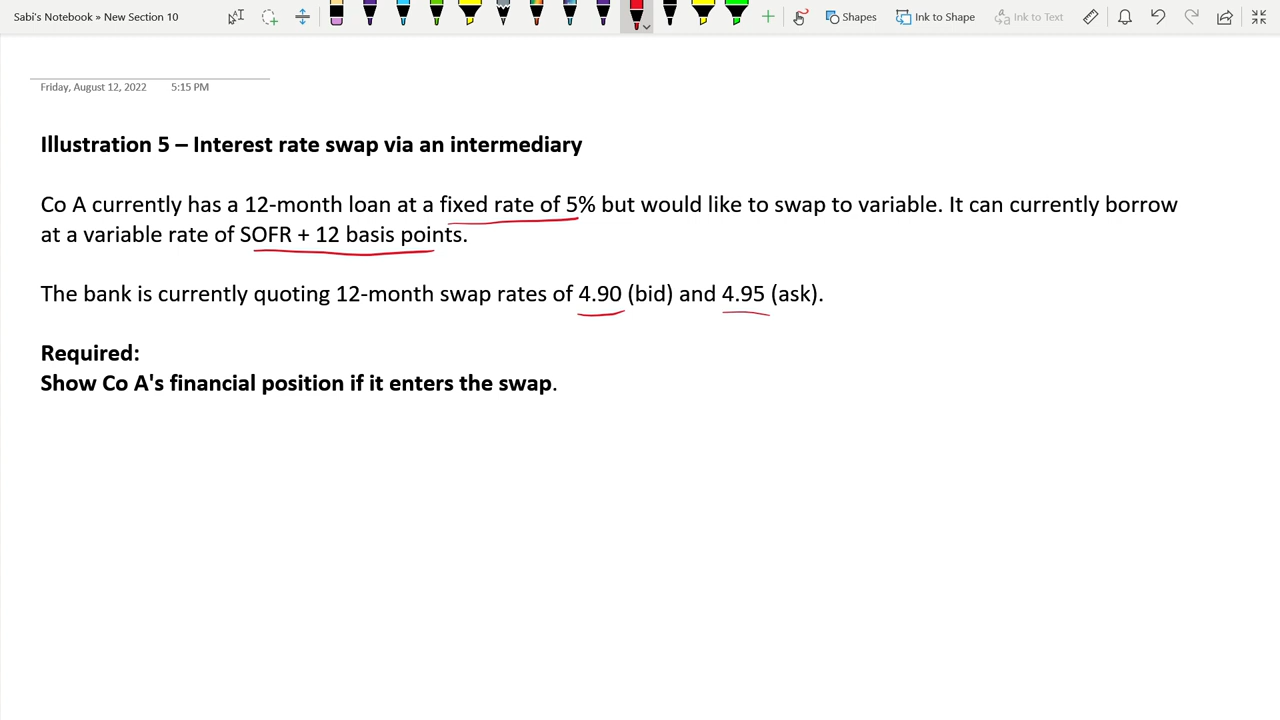 Sabi's Notebook » New Section 10
Shapes
Ink to Shape
Ink to Text
Friday, August 12, 2022 5:15 PM
Illustration 5 – Interest rate swap via an intermediary
Co A currently has a 12-month loan at a fixed rate of 5% but would like to swap to variable. It can currently borrow
at a variable rate of SOFR + 12 basis points.
The bank is currently quoting 12-month swap rates of 4.90 (bid) and 4.95 (ask).
Required:
Show Co A's financial position if it enters the swap.